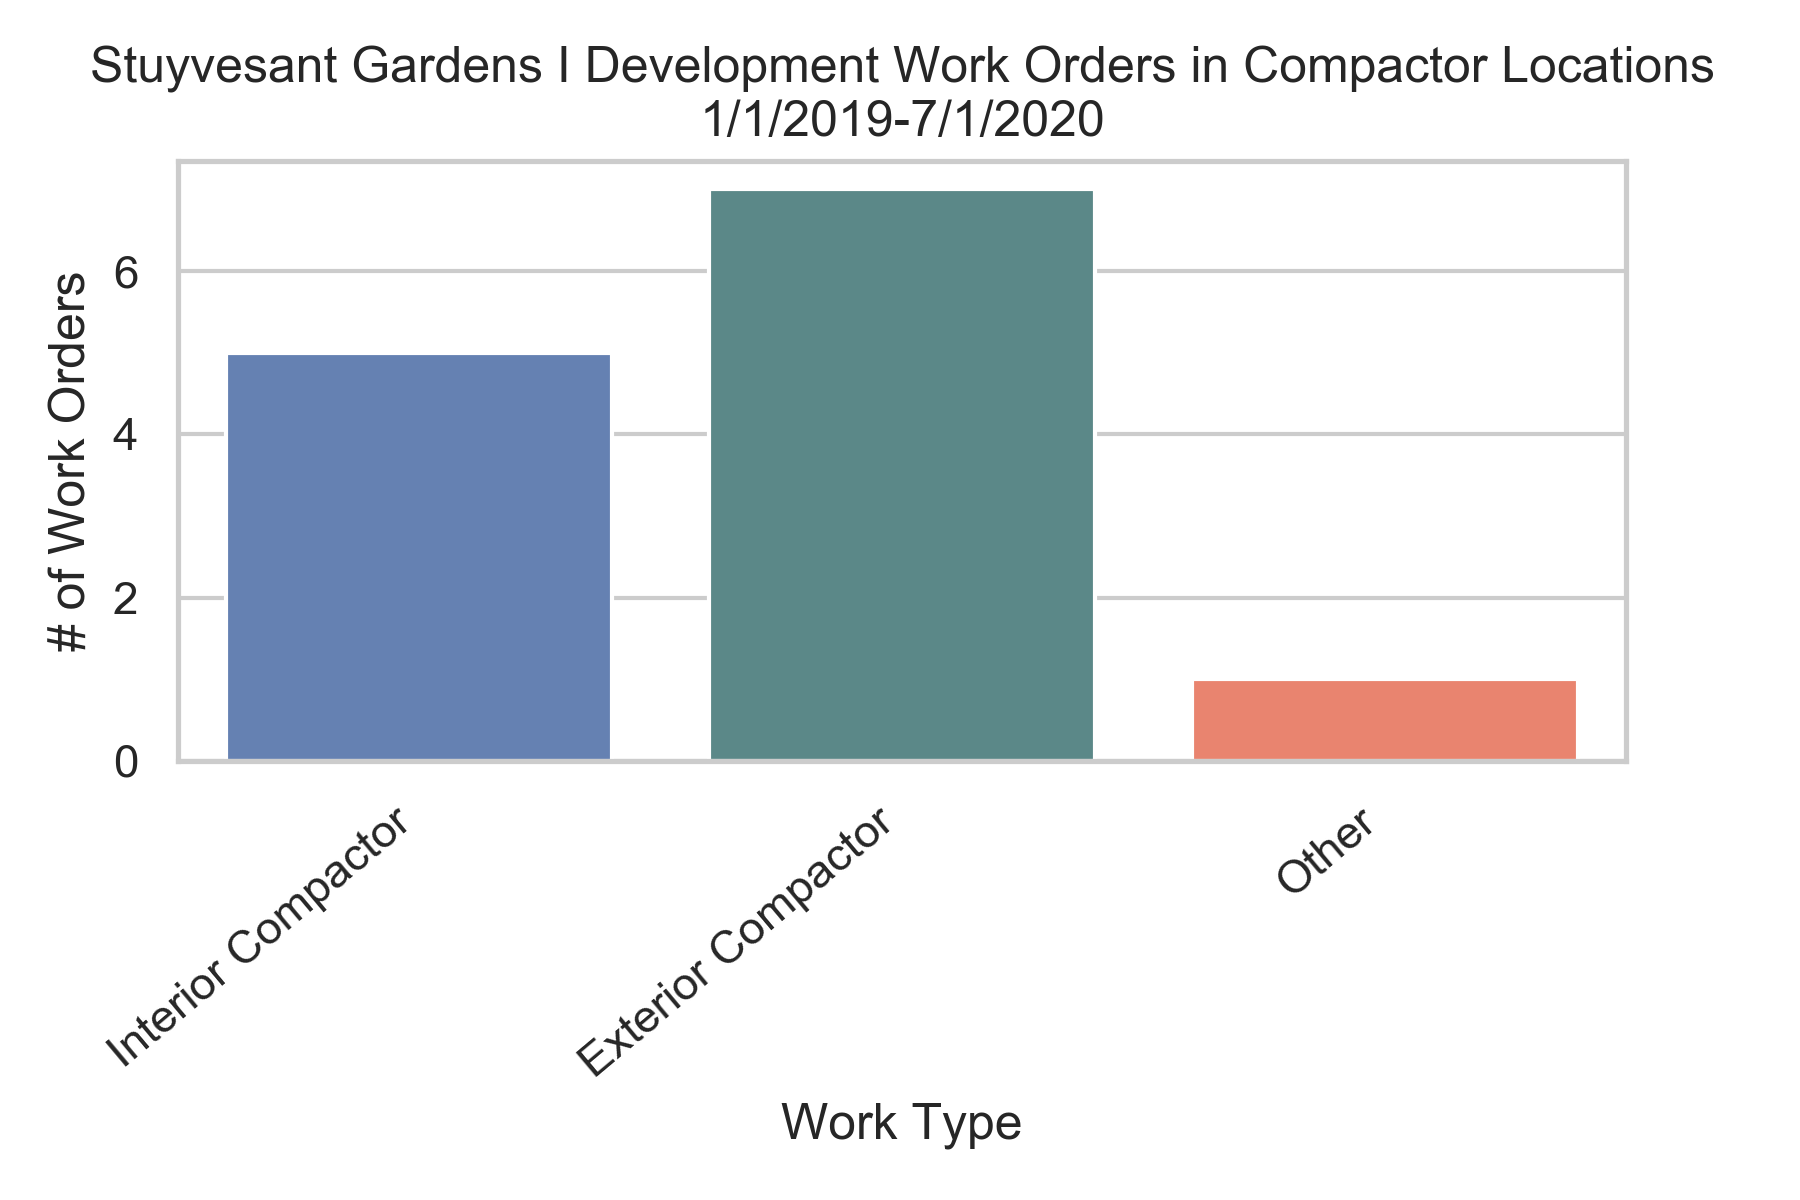 Stuyvesant Gardens I Development Work Orders in Compactor Locations
1/1/2019-7/1/2020
# of Work Orders
6
4
2
0
Interior Compactor
Exterior Compactor
Other
Work Type